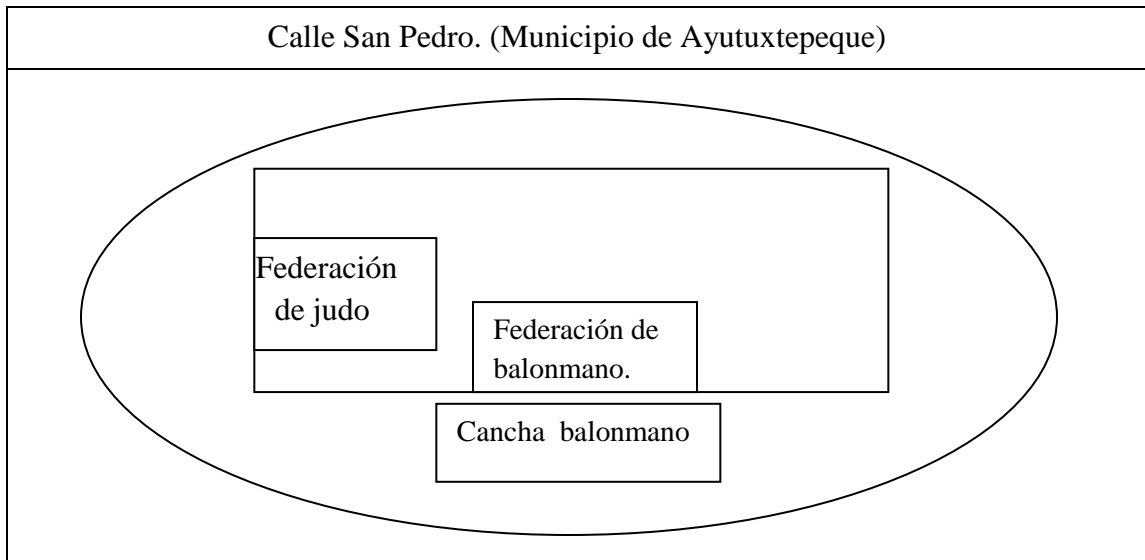 Calle San Pedro. (Municipio de Ayutuxtepeque)
Federación
de judo
Federación de
balonmano.
Cancha balonmano